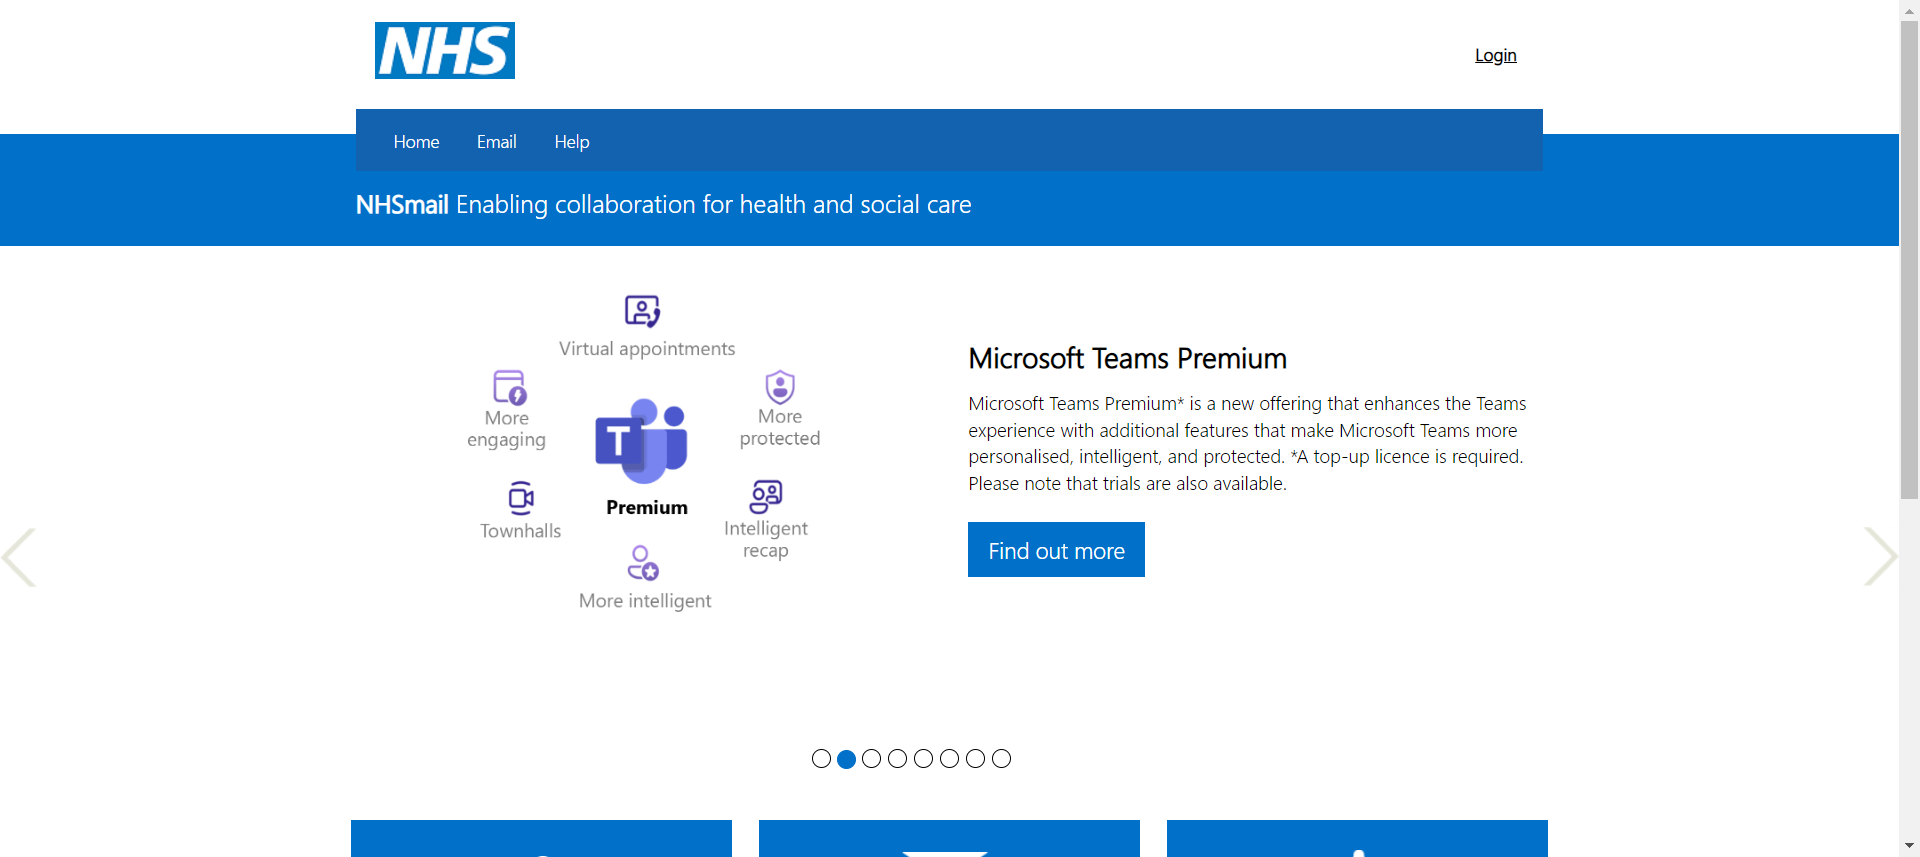 NHS
Login
Home
Email
Help
NHSmail Enabling collaboration for health and social care
Virtual appointments
More
engaging
More
protected
T
Premium
Townhalls
Intelligent
recap
More intelligent
Microsoft Teams Premium
Microsoft Teams Premium* is a new offering that enhances the Teams
experience with additional features that make Microsoft Teams more
personalised, intelligent, and protected. *A top-up licence is required.
Please note that trials are also available.
Find out more